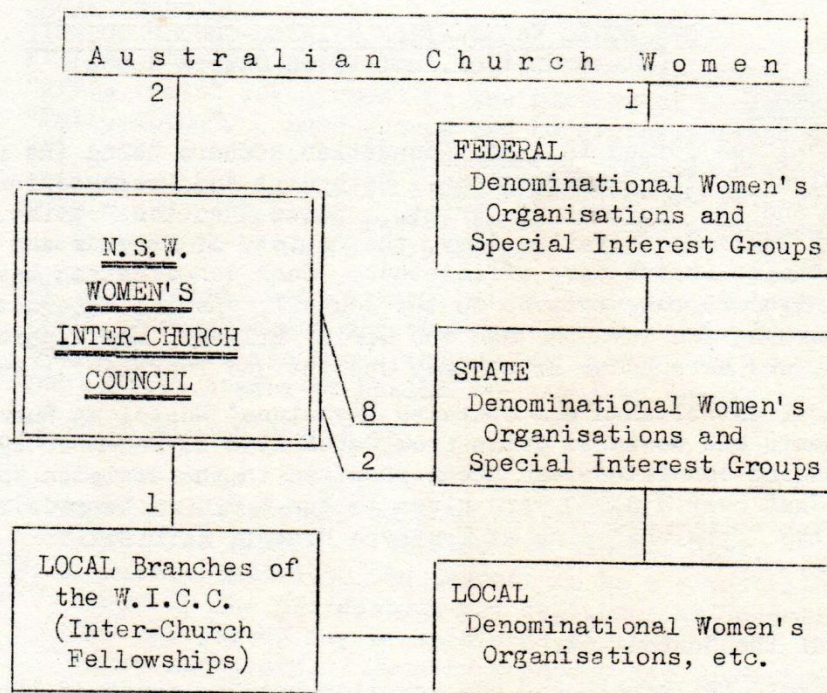 Australian Church Women
2
1
FEDERAL
Denominational Women's
Organisations and
Special Interest Groups
N.S.W.
WOMEN'S
INTER-CHURCH
COUNCIL
8
2
STATE
Denominational Women's
Organisations and
Special Interest Groups
1
LOCAL Branches of
the W.I.C.C.
(Inter-Church
Fellowships)
LOCAL
Denominational Women's
Organisations, etc.